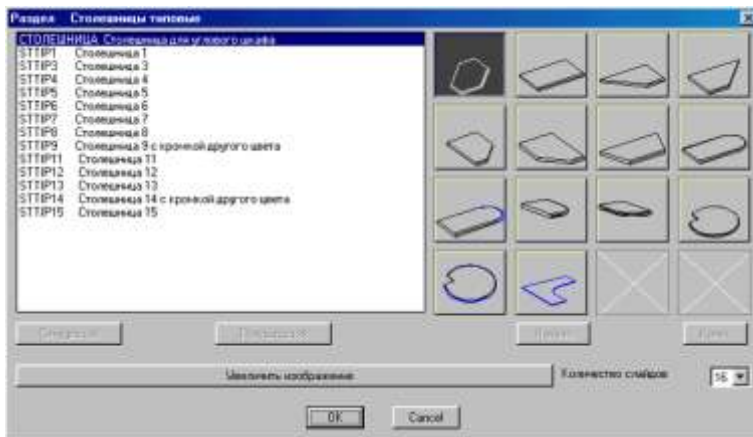 Раздел Столешницы типовые
СТОЛЕШНИЦА Столешница для углового шкафа
STTIP1 Столешница 1
STTIP3 Столешница 3
STTIP4 Столешница 4
STTIP5 Столешница 5
STTIP6 Столешница 6
STTIP7 Столешница 7
STTIP8 Столешница 8
STTIP9 Столешница 9 с кромкой другого цвета
STTIP11 Столешница 11
STTIP12 Столешница 12
STTIP13 Столешница 13
STTIP14 Столешница 14 с кромкой другого цвета
STTIP15 Столешница 15
Увеличить изображение
Количество слайдов
16
OK
Cancel